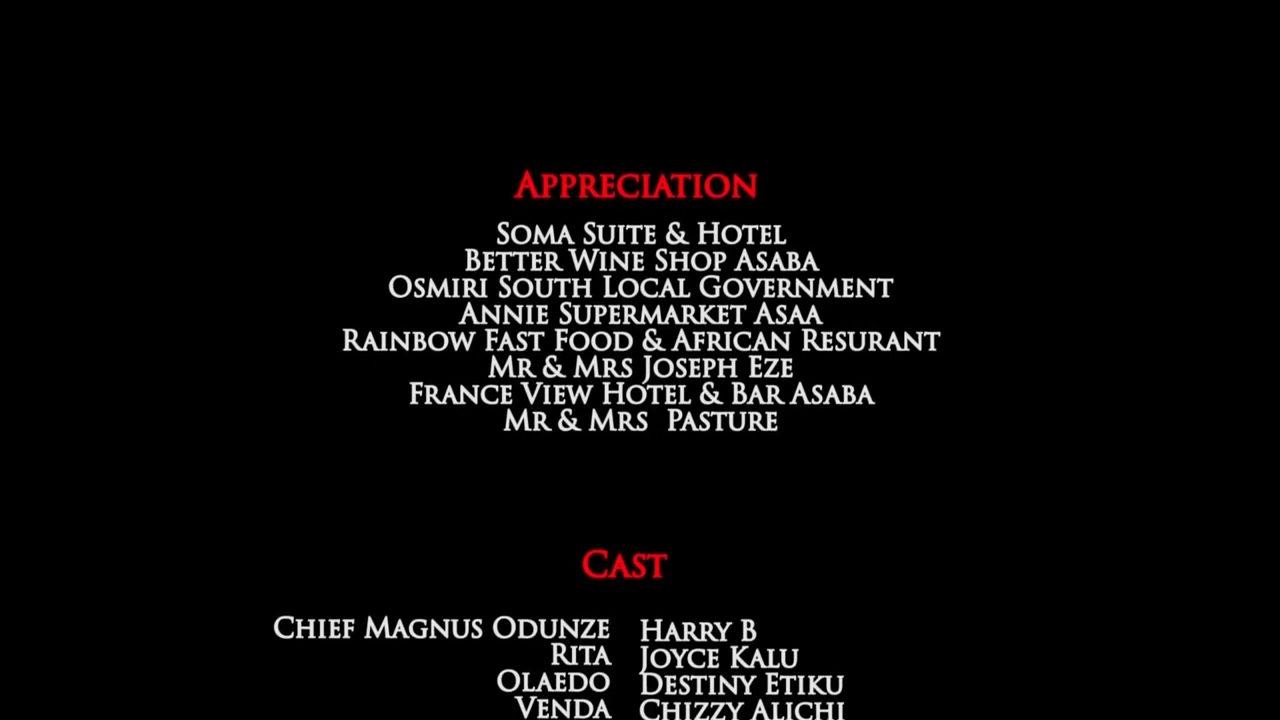 Appreciation
Soma Suite & Hotel
Better Wine Shop Asaba
Osmiri South Local Government
Annie Supermarket Asaa
Rainbow Fast Food & African Resurant
Mr & Mrs Joseph Eze
France View Hotel & Bar Asaba
Mr & Mrs Pasture
Cast
Chief Magnus Odunze Harry B
Rita Joyce Kalu
Olaedo Destiny Etiku
Venda Chizzy Alichi